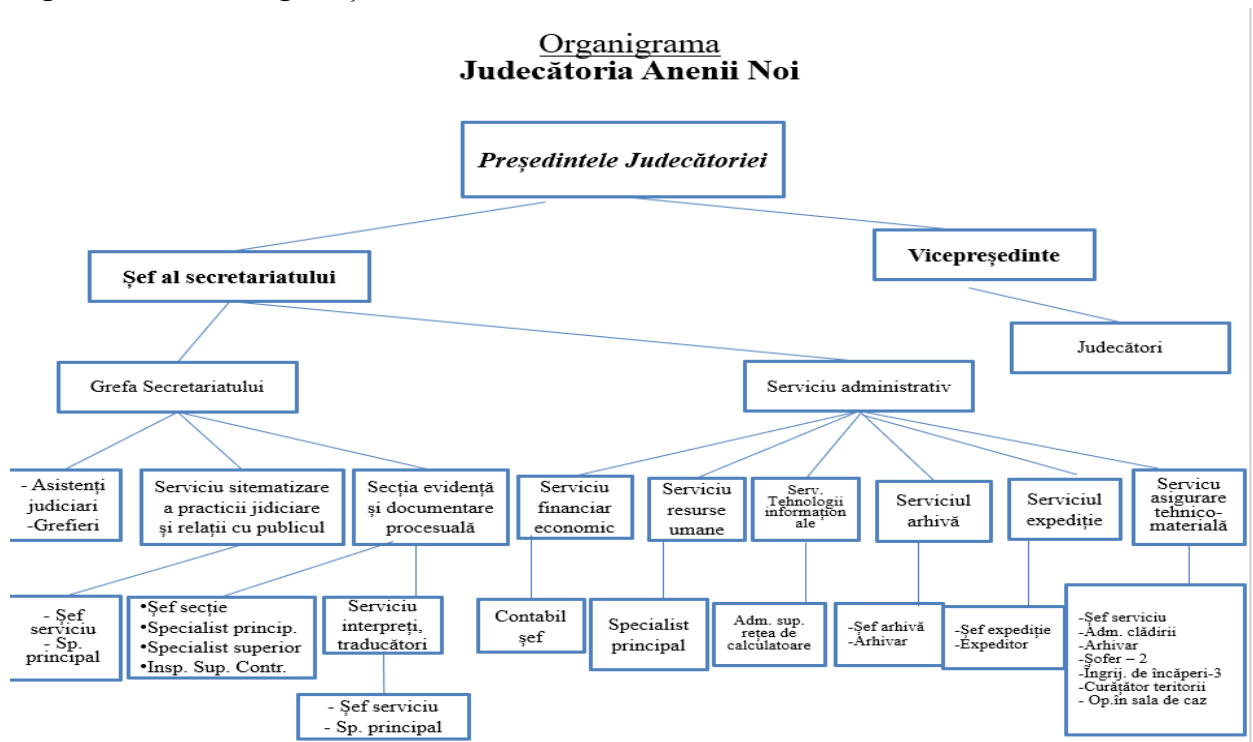 Organigrama
Judecătoria Anenii Noi
Președintele Judecătoriei
Șef al secretariatului
Vicepreședinte
Judecători
Grefa Secretariatului
Serviciu administrativ
- Asistenți
judiciari
-Grefieri
Serviciu sitematizare
a practicii jidiciare
și relații cu publicul
Secția evidență
și documentare
procesuală
Serviciu
financiar
economic
Serviciu
resurse
umane
Serv.
Tehnologii
informațion
ale
Serviciul
arhivă
Serviciul
expediție
Servicu
asigurare
tehnico-
materială
- Șef
serviciu
- Sp.
principal
•Șef secție
•Specialist princip.
•Specialist superior
•Insp. Sup. Contr.
Serviciu
interpreți,
traducători
- Șef serviciu
- Sp. principal
Contabil
șef
Specialist
principal
Adm. sup.
rețea de
calculatoare
-Șef arhivă
-Arhivar
-Șef expediție
-Expeditor
-Șef serviciu
-Adm. clădirii
-Arhivar
-Șofer – 2
-Îngrij. de încăperi-3
-Curățător teritorii
- Op.în sala de caz